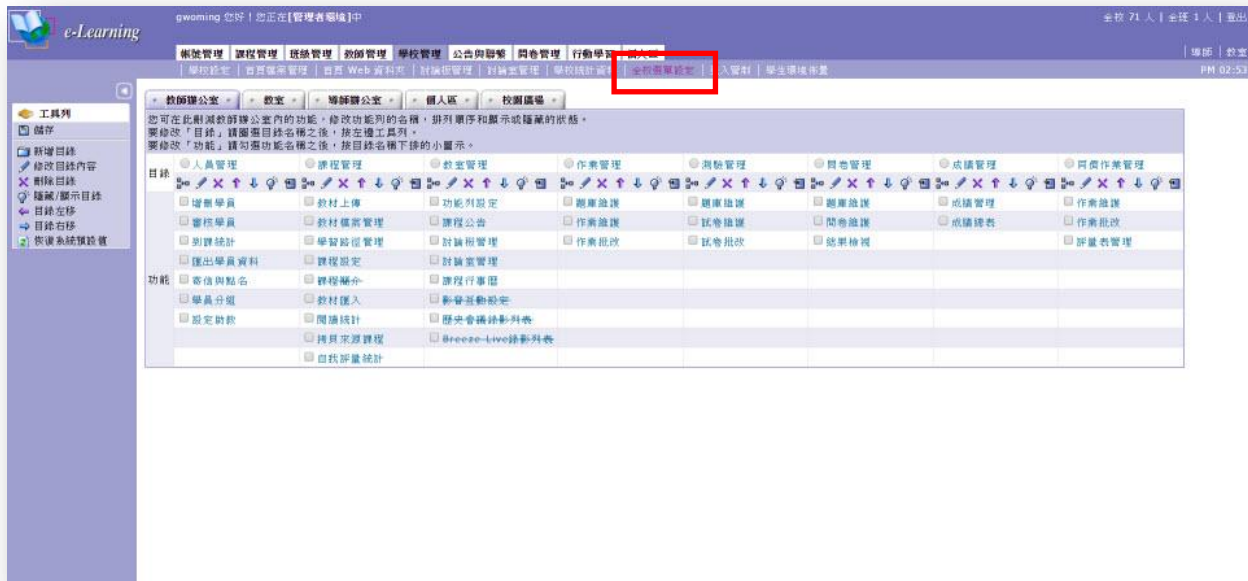 e-Learning
gwoming 您好！您正在[管理者環境]中
全校 71 人 | 全班 1 人 | 登出
帳號管理 課程管理 班級管理 教師管理 學校管理 公告與聯繫 問卷管理 行動學習 個人區
| 導師 | 教室
| 學校設定 | 首頁檔案管理 | 首頁 Web 資料夾 | 討論板管理 | 討論室管理 | 學校統計資料 | 全校選單設定 | 登入管制 | 學生環境佈景
PM 02:53
教師辦公室 教室 導師辦公室 個人區 校園廣場
工具列
儲存
新增目錄
修改目錄內容
刪除目錄
隱藏/顯示目錄
目錄左移
目錄右移
恢復系統預設值
您可在此刪減教師辦公室內的功能，修改功能列的名稱，排列順序和顯示或隱藏的狀態。
要修改「目錄」請圈選目錄名稱之後，按左邊工具列。
要修改「功能」請勾選功能名稱之後，按目錄名稱下排的小圖示。
目錄 人員管理 課程管理 教室管理 作業管理 測驗管理 問卷管理 成績管理 同儕作業管理
功能
增刪學員 教材上傳 功能列設定 題庫維護 題庫維護 題庫維護 成績管理 作業維護
審核學員 教材檔案管理 課程公告 作業維護 試卷維護 問卷維護 成績總表 作業批改
到課統計 學習路徑管理 討論板管理 作業批改 試卷批改 結果檢視 評量表管理
匯出學員資料 課程設定 討論室管理
寄信與點名 課程簡介 課程行事曆
學員分組 教材匯入 影音互動設定
設定助教 閱讀統計 歷史會議錄影列表
拷貝來源課程 Breeze Live錄影列表
自我評量統計